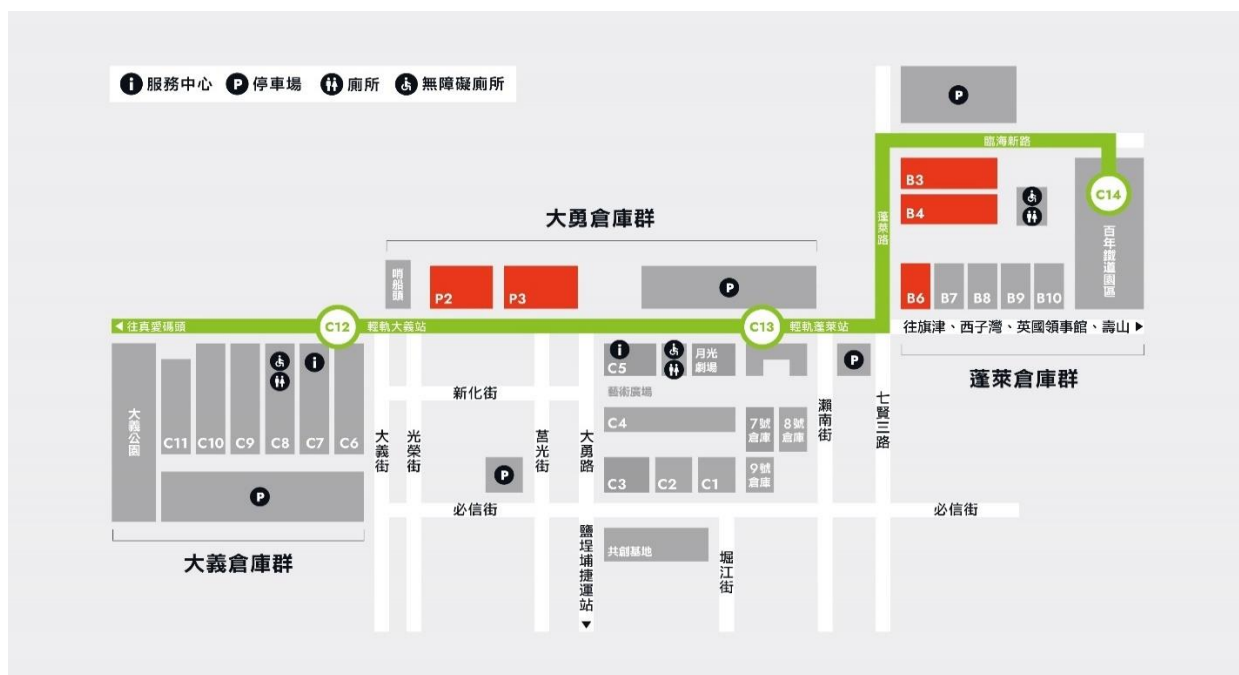 i 服務中心 P 停車場 廁所 無障礙廁所
P
臨海新路
B3
B4
C14
百年鐵道園區
蓬萊路
大勇倉庫群
哨船頭
P2
P3
P
B6
B7
B8
B9
B10
◀往真愛碼頭
C12
輕軌大義站
C13
輕軌蓬萊站
往旗津、西子灣、英國領事館、壽山▶
蓬萊倉庫群
i
C5
月光
劇場
P
藝術廣場
新化街
C4
7號
倉庫
8號
倉庫
瀨南街
七賢三路
大義公園
C11
C10
C9
C8
i
C7
C6
大義街
光榮街
莒光街
大勇路
P
P
C3
C2
C1
9號
倉庫
必信街
必信街
大義倉庫群
鹽埕埔捷運站
▼
共創基地
堀江街